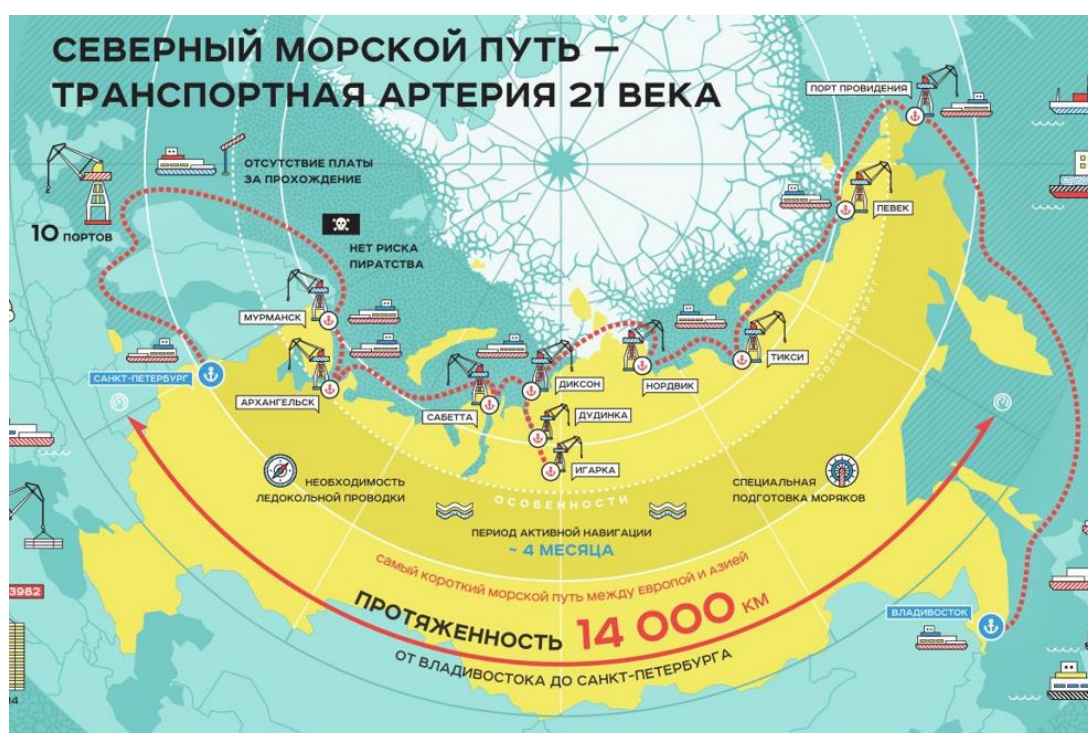 СЕВЕРНЫЙ МОРСКОЙ ПУТЬ –
ТРАНСПОРТНАЯ АРТЕРИЯ 21 ВЕКА
ПОРТ ПРОВИДЕНИЯ
ОТСУТСТВИЕ ПЛАТЫ
ЗА ПРОХОЖДЕНИЕ
ПЕВЕК
10 ПОРТОВ
НЕТ РИСКА
ПИРАТСТВА
МУРМАНСК
ПОЛЯРНЫЙ КРУГ
ТИКСИ
САНКТ-ПЕТЕРБУРГ
АРХАНГЕЛЬСК
ДИКСОН
НОРДВИК
САБЕТТА
ДУДИНКА
ИГАРКА
НЕОБХОДИМОСТЬ
ЛЕДОКОЛЬНОЙ ПРОВОДКИ
СПЕЦИАЛЬНАЯ
ПОДГОТОВКА МОРЯКОВ
ОСОБЕННОСТИ
ПЕРИОД АКТИВНОЙ НАВИГАЦИИ
~ 4 МЕСЯЦА
САМЫЙ КОРОТКИЙ МОРСКОЙ ПУТЬ МЕЖДУ ЕВРОПОЙ И АЗИЕЙ
3982
ПРОТЯЖЕННОСТЬ 14 000 КМ
ВЛАДИВОСТОК
ОТ ВЛАДИВОСТОКА ДО САНКТ-ПЕТЕРБУРГА